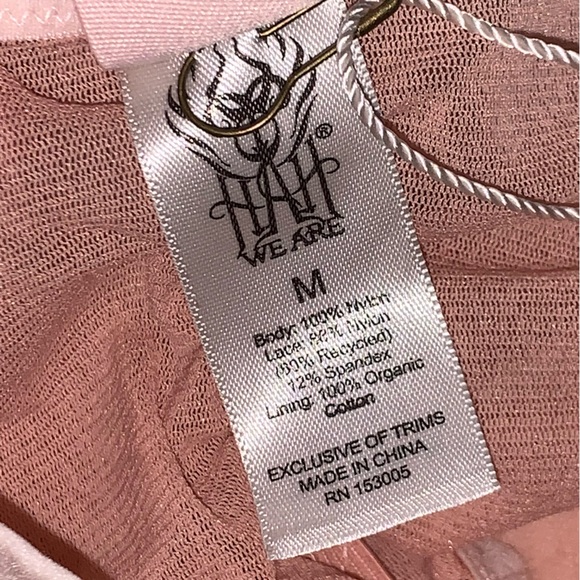 HAH®
WE ARE
M
Body: 100% Nylon
Lace: 88% Nylon
Recycled)
12% Spandex
Lining: 100% Organic
Cotton
EXCLUSIVE OF TRIMS
MADE IN CHINA
RN 153005